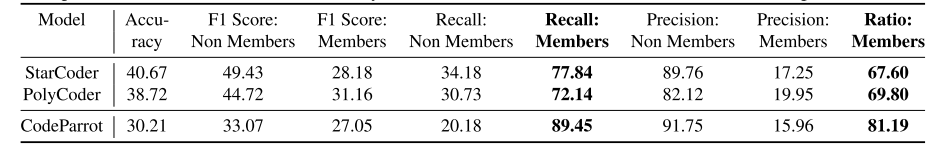 Model Accu- F1 Score: F1 Score: Recall: Recall: Precision: Precision: Ratio:
racy Non Members Members Non Members Members Non Members Members Members
StarCoder 40.67 49.43 28.18 34.18 77.84 89.76 17.25 67.60
PolyCoder 38.72 44.72 31.16 30.73 72.14 82.12 19.95 69.80
CodeParrot 30.21 33.07 27.05 20.18 89.45 91.75 15.96 81.19